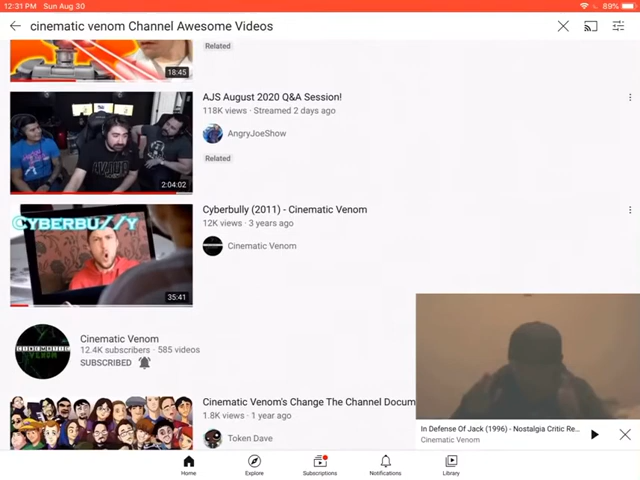 12:31 PM Sun Aug 30
89%
cinematic venom Channel Awesome Videos
18:45
Related
AJS August 2020 Q&A Session!
118K views · Streamed 2 days ago
AngryJoeShow
Related
2:04:02
CYBERBU//Y
Cyberbully (2011) - Cinematic Venom
12K views · 3 years ago
Cinematic Venom
35:41
CINEMATIC
VENOM
Cinematic Venom
12.4K subscribers · 585 videos
SUBSCRIBED
Cinematic Venom's Change The Channel Docum
1.8K views · 1 year ago
Token Dave
In Defense Of Jack (1996) - Nostalgia Critic Re...
Cinematic Venom
Home
Explore
Subscriptions
Notifications
Library